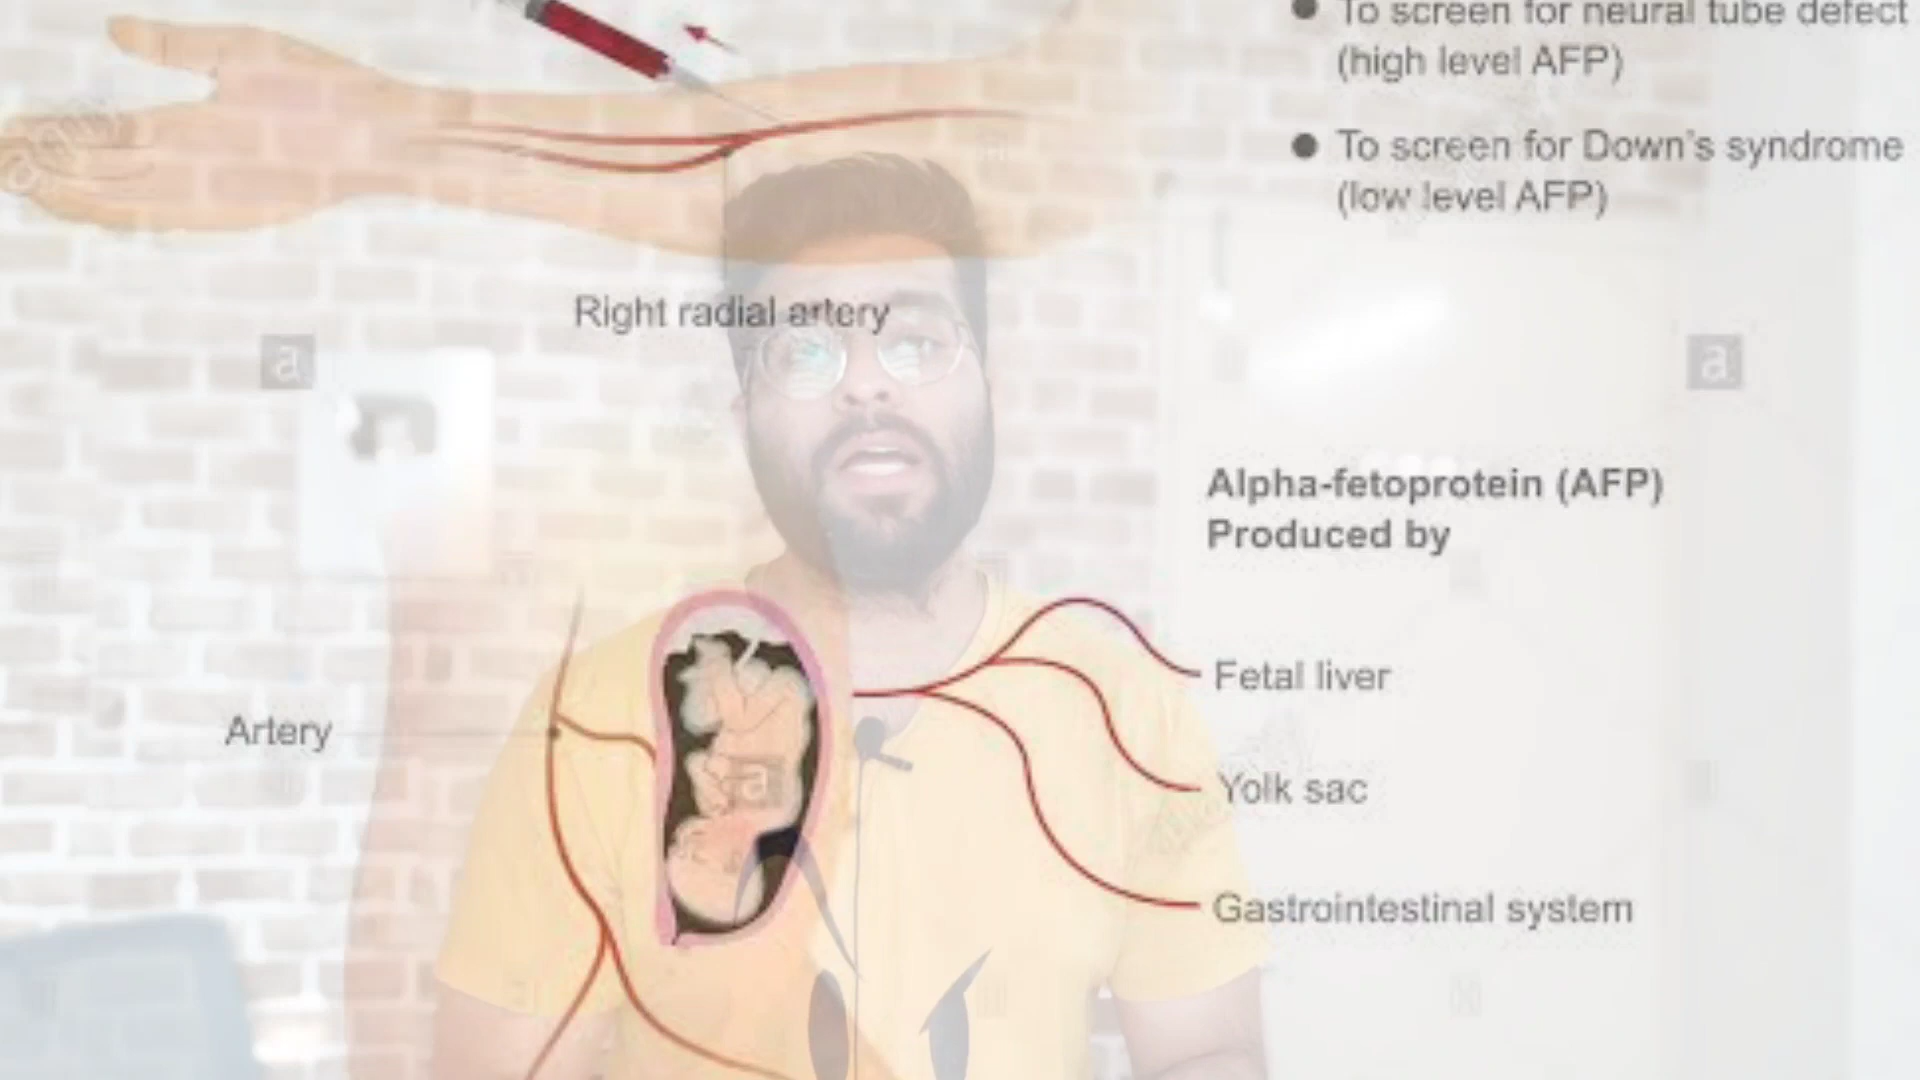 To screen for neural tube defect
(high level AFP)
To screen for Down's syndrome
(low level AFP)
Right radial artery
a
a
Alpha-fetoprotein (AFP)
Produced by
Fetal liver
Artery
Yolk sac
a
Gastrointestinal system